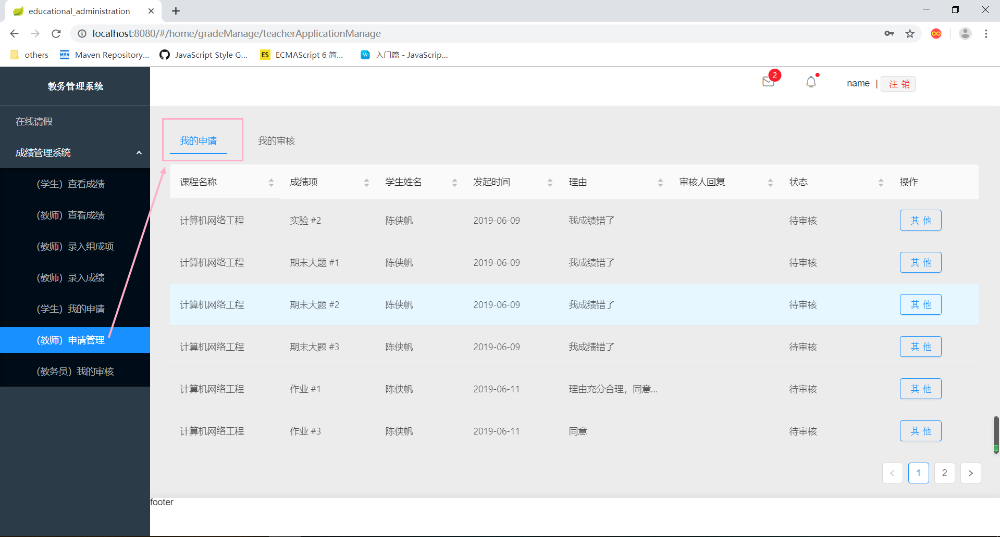 educational_administration
localhost:8080/#/home/gradeManage/teacherApplicationManage
others
Maven Repository...
JavaScript Style G...
ES
ECMAScript 6 简...
W
入门篇 - JavaScrip...
教务管理系统
2
name | 注 销
在线请假
成绩管理系统
(学生) 查看成绩
(教师) 查看成绩
(教师) 录入组成项
(教师) 录入成绩
(学生) 我的申请
(教师) 申请管理
(教务员) 我的审核
我的申请 我的审核
课程名称 成绩项 学生姓名 发起时间 理由 审核人回复 状态 操作
计算机网络工程 实验 #2 陈侠帆 2019-06-09 我成绩错了 待审核 其 他
计算机网络工程 期末大题 #1 陈侠帆 2019-06-09 我成绩错了 待审核 其 他
计算机网络工程 期末大题 #2 陈侠帆 2019-06-09 我成绩错了 待审核 其 他
计算机网络工程 期末大题 #3 陈侠帆 2019-06-09 我成绩错了 待审核 其 他
计算机网络工程 作业 #1 陈侠帆 2019-06-11 理由充分合理，同意... 待审核 其 他
计算机网络工程 作业 #3 陈侠帆 2019-06-11 同意 待审核 其 他
< 1 2 >
footer